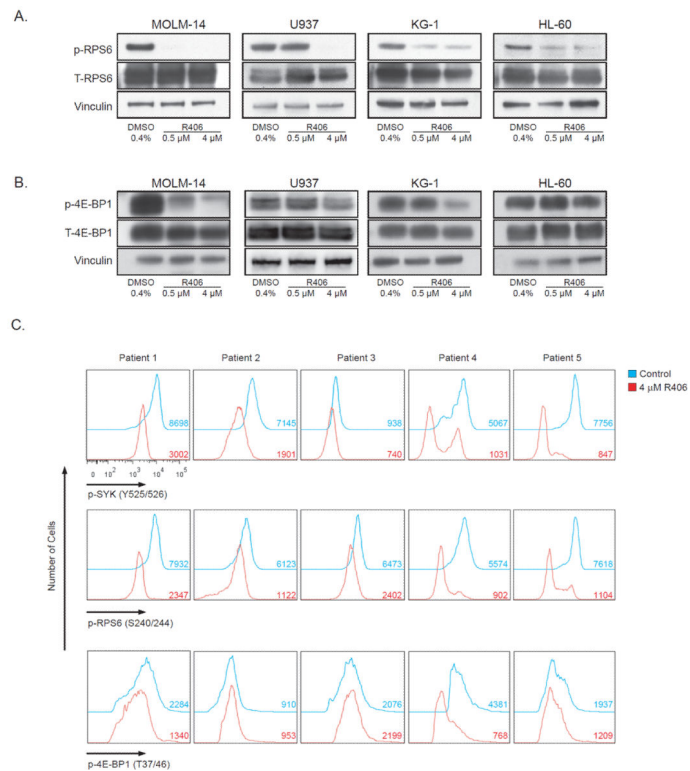 A.
MOLM-14 U937 KG-1 HL-60
p-RPS6
T-RPS6
Vinculin
DMSO R406 DMSO R406 DMSO R406 DMSO R406
0.4% 0.5 µM 4 µM 0.4% 0.5 µM 4 µM 0.4% 0.5 µM 4 µM 0.4% 0.5 µM 4 µM
B.
MOLM-14 U937 KG-1 HL-60
p-4E-BP1
T-4E-BP1
Vinculin
DMSO R406 DMSO R406 DMSO R406 DMSO R406
0.4% 0.5 µM 4 µM 0.4% 0.5 µM 4 µM 0.4% 0.5 µM 4 µM 0.4% 0.5 µM 4 µM
C.
Patient 1 Patient 2 Patient 3 Patient 4 Patient 5
Control
4 µM R406
8698 7145 938 5067 7756
3002 1901 740 1031 847
0 10² 10³ 10⁴ 10⁵
p-SYK (Y525/526)
Number of Cells
7932 6123 6473 5574 7618
2347 1122 2402 902 1104
p-RPS6 (S240/244)
2284 910 2076 4381 1937
1340 953 2199 768 1209
p-4E-BP1 (T37/46)